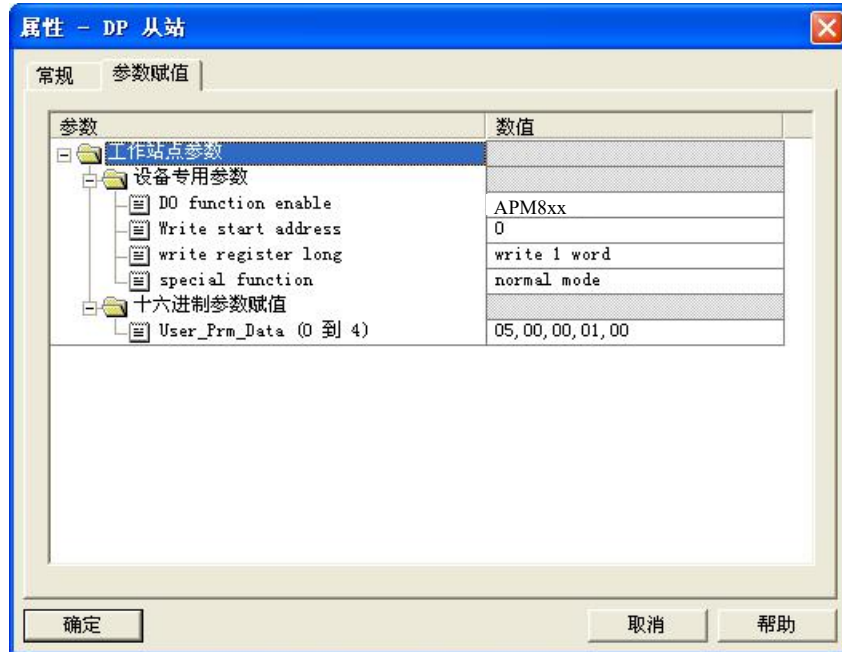 属性 - DP 从站
常规 参数赋值
参数 数值
工作站点参数
设备专用参数
DO function enable APM8xx
Write start address 0
write register long write 1 word
special function normal mode
十六进制参数赋值
User_Prm_Data (0 到 4) 05,00,00,01,00
确定 取消 帮助